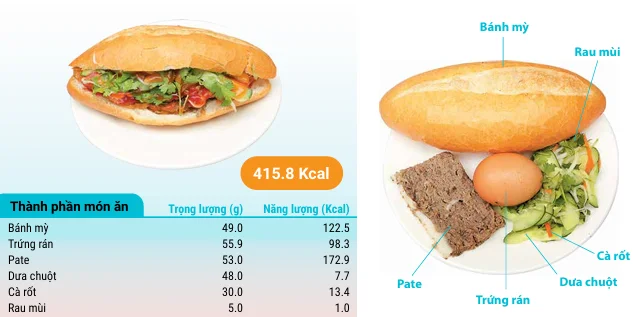 415.8 Kcal
Thành phần món ăn Trọng lượng (g) Năng lượng (Kcal)
Bánh mỳ 49.0 122.5
Trứng rán 55.9 98.3
Pate 53.0 172.9
Dưa chuột 48.0 7.7
Cà rốt 30.0 13.4
Rau mùi 5.0 1.0
Bánh mỳ
Rau mùi
Cà rốt
Dưa chuột
Pate
Trứng rán